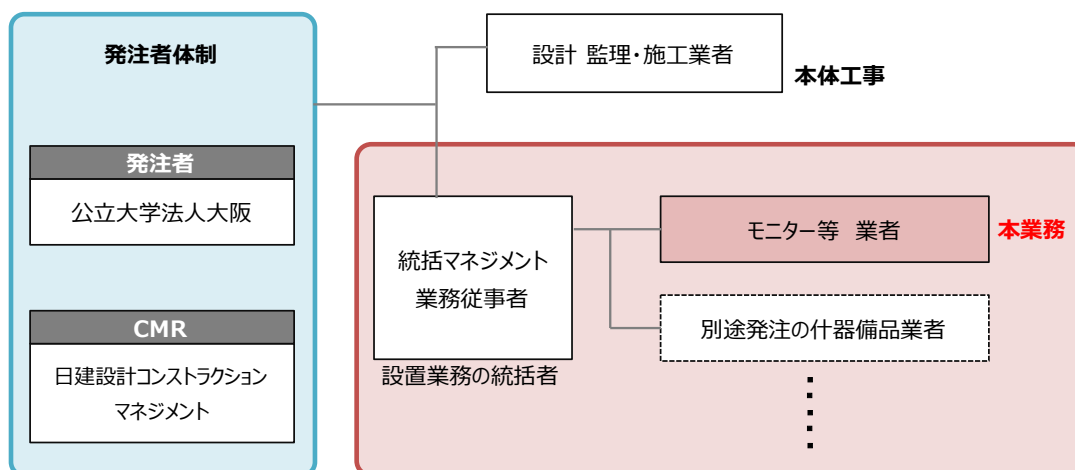 発注者体制
発注者
公立大学法人大阪
CMR
日建設計コンストラクション
マネジメント
設計 監理・施工業者
本体工事
統括マネジメント
業務従事者
設置業務の統括者
モニター等　業者
本業務
別途発注の什器備品業者